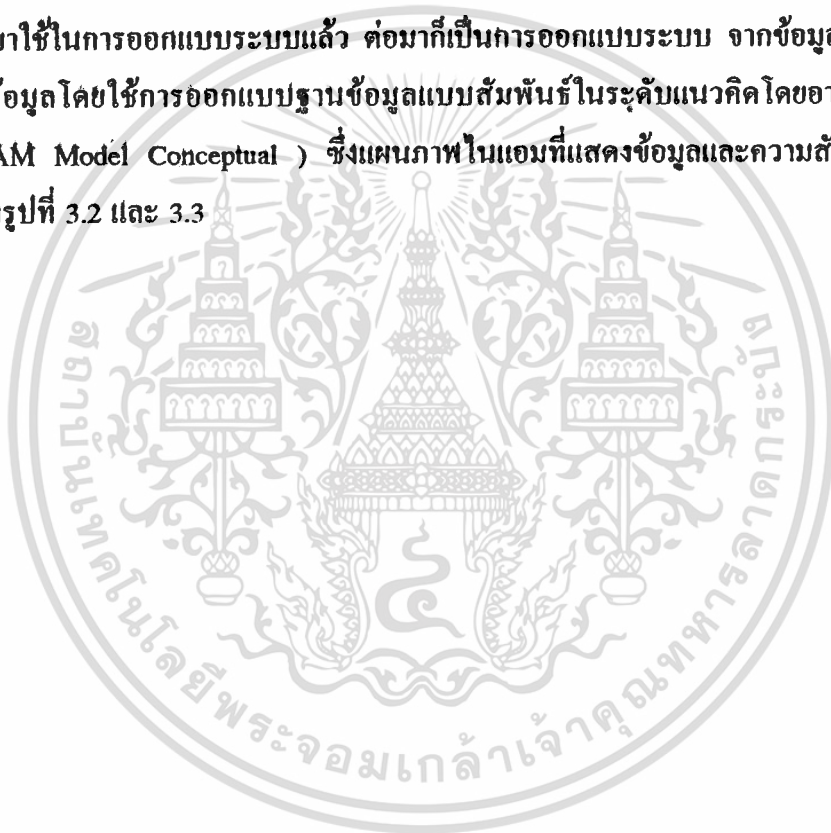 มาใช้ในการออกแบบระบบแล้ว ต่อมาก็เป็นการออกแบบระบบ จากข้อมูล
ข้อมูลโดยใช้การออกแบบฐานข้อมูลแบบสัมพันธ์ในระดับแนวคิดโดยอา
AM Model Conceptual ) ซึ่งแผนภาพในแอมที่แสดงข้อมูลและความสั
รูปที่ 3.2 และ 3.3
สถาบันเทคโนโลยีพระจอมเกล้าเจ้าคุณทหารลาดกระบัง